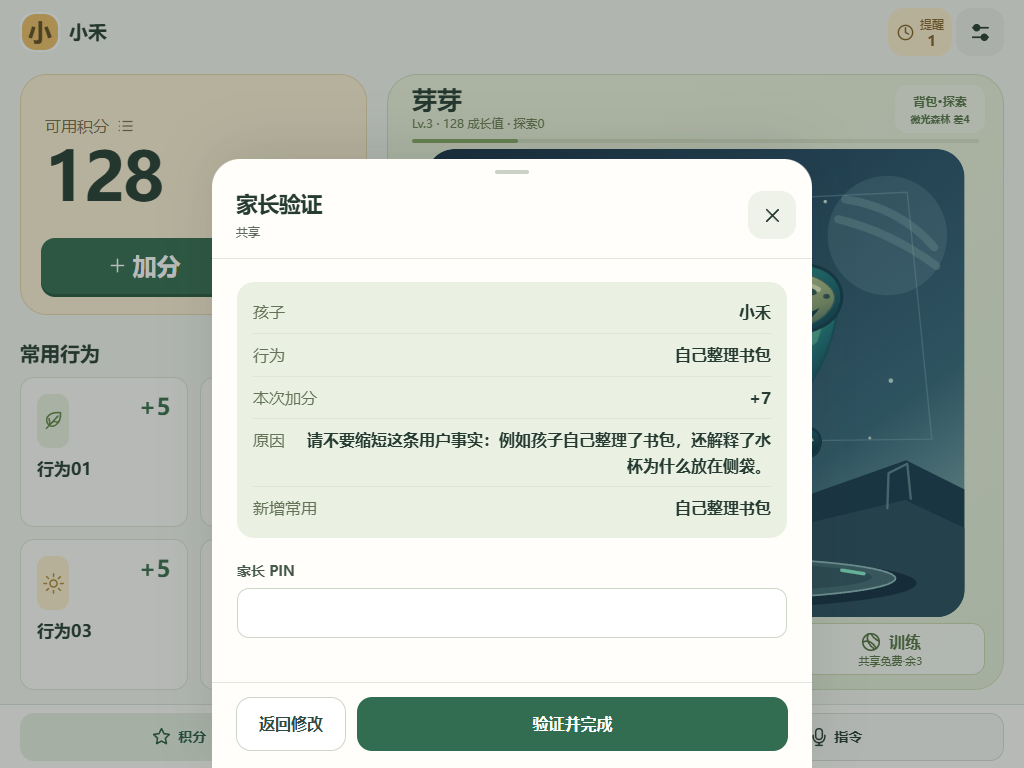 小 小禾
提醒
1
可用积分
128
+ 加分
芽芽
Lv.3 · 128 成长值 · 探索0
背包·探索
微光森林 差4
家长验证
共享
孩子 小禾
行为 自己整理书包
本次加分 +7
原因 请不要缩短这条用户事实：例如孩子自己整理了书包，还解释了水
杯为什么放在侧袋。
新增常用 自己整理书包
家长 PIN
返回修改 验证并完成
常用行为
+5
行为01
+5
行为03
训练
共享免费·余3
积分
指令